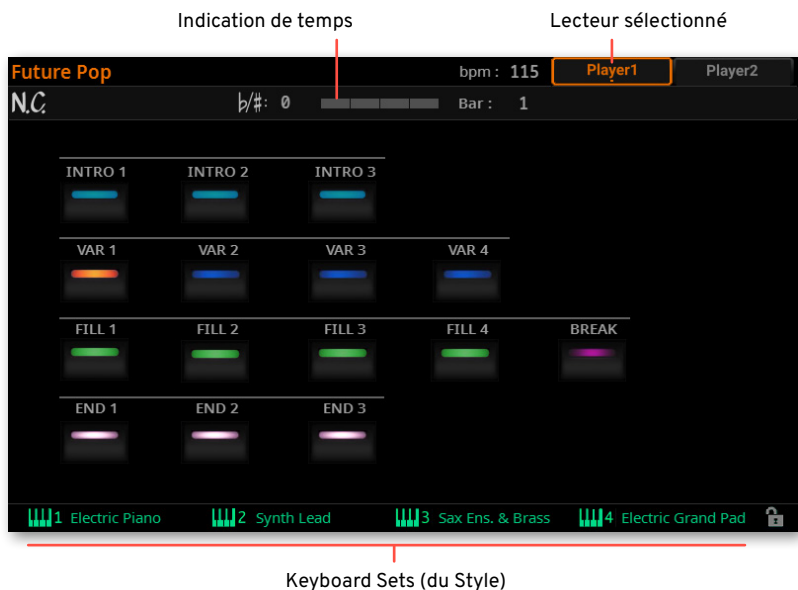 Indication de temps Lecteur sélectionné
Future Pop bpm : 115 Player1 Player2
N.C. b/#: 0 Bar : 1
INTRO 1 INTRO 2 INTRO 3
VAR 1 VAR 2 VAR 3 VAR 4
FILL 1 FILL 2 FILL 3 FILL 4 BREAK
END 1 END 2 END 3
1 Electric Piano 2 Synth Lead 3 Sax Ens. & Brass 4 Electric Grand Pad
Keyboard Sets (du Style)